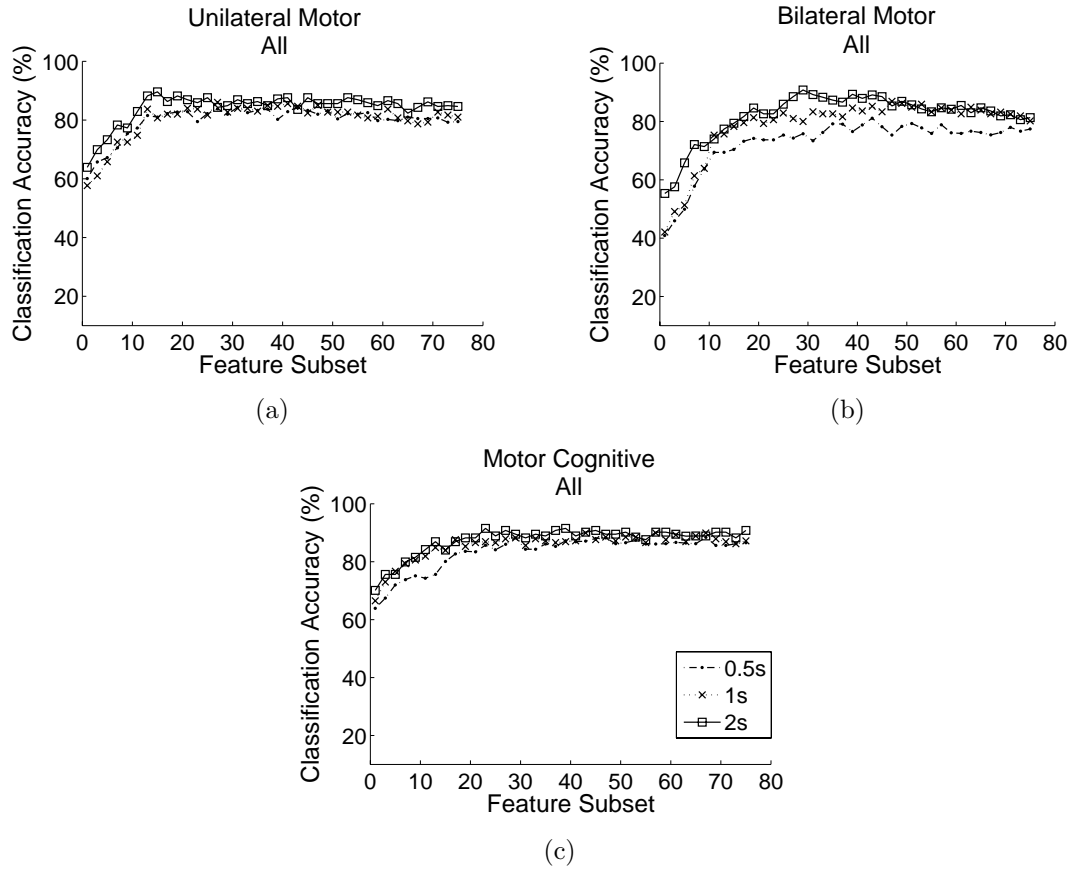 Unilateral Motor
All
Classification Accuracy (%)
100
80
60
40
20
0 10 20 30 40 50 60 70 80
Feature Subset
(a)
Bilateral Motor
All
Classification Accuracy (%)
100
80
60
40
20
0 10 20 30 40 50 60 70 80
Feature Subset
(b)
Motor Cognitive
All
Classification Accuracy (%)
100
80
60
40
20
0 10 20 30 40 50 60 70 80
Feature Subset
0.5s
1s
2s
(c)